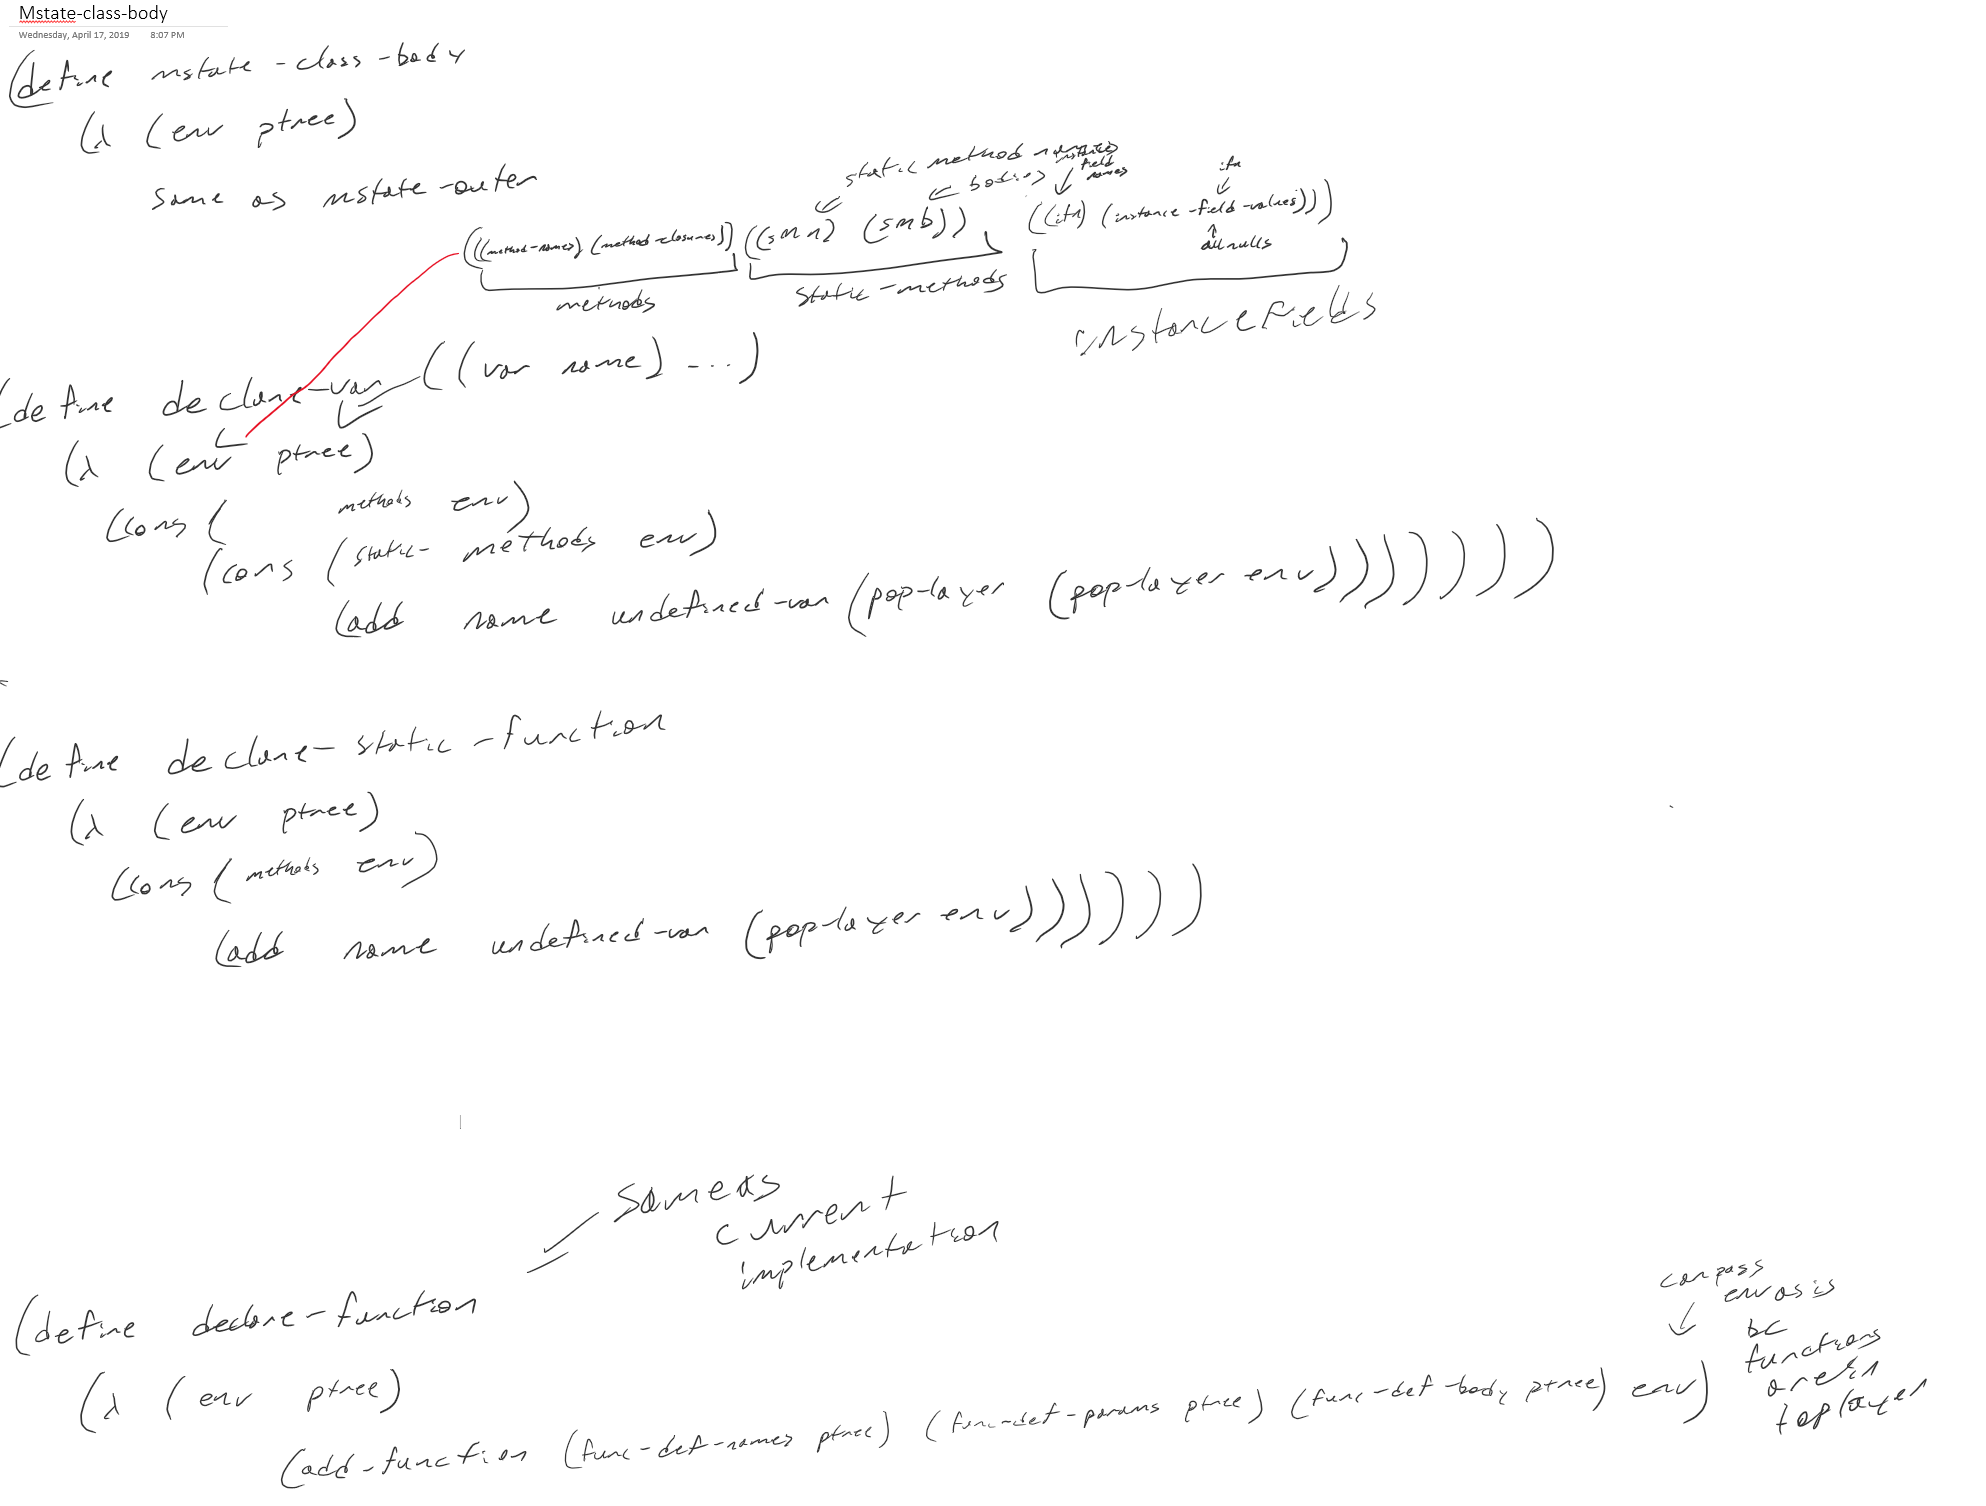 Mstate-class-body
Wednesday, April 17, 2019 8:07 PM
(define mstate-class-body
(λ (env ptree)
same as mstate-outer
static method names
bodies
instance
field
names
ifn
(((method-names) (method-closures)) ((smn) (smb)) ((ifn) (instance-field-values)))
all nulls
methods
static-methods
instance fields
((var name) ...)
(define declare-var
(λ (env ptree)
(cons ( methods env)
(cons (static-methods env)
(add name undefined-var (pop-layer (pop-layer env))))))))
(define declare-static-function
(λ (env ptree)
(cons (methods env)
(add name undefined-var (pop-layer env))))))
same as
current
implementation
(define declare-function
(λ (env ptree)
(add-function (func-def-names ptree) (func-def-params ptree) (func-def-body ptree) env)
can pass
env as is
bc
functions
are in
top layer